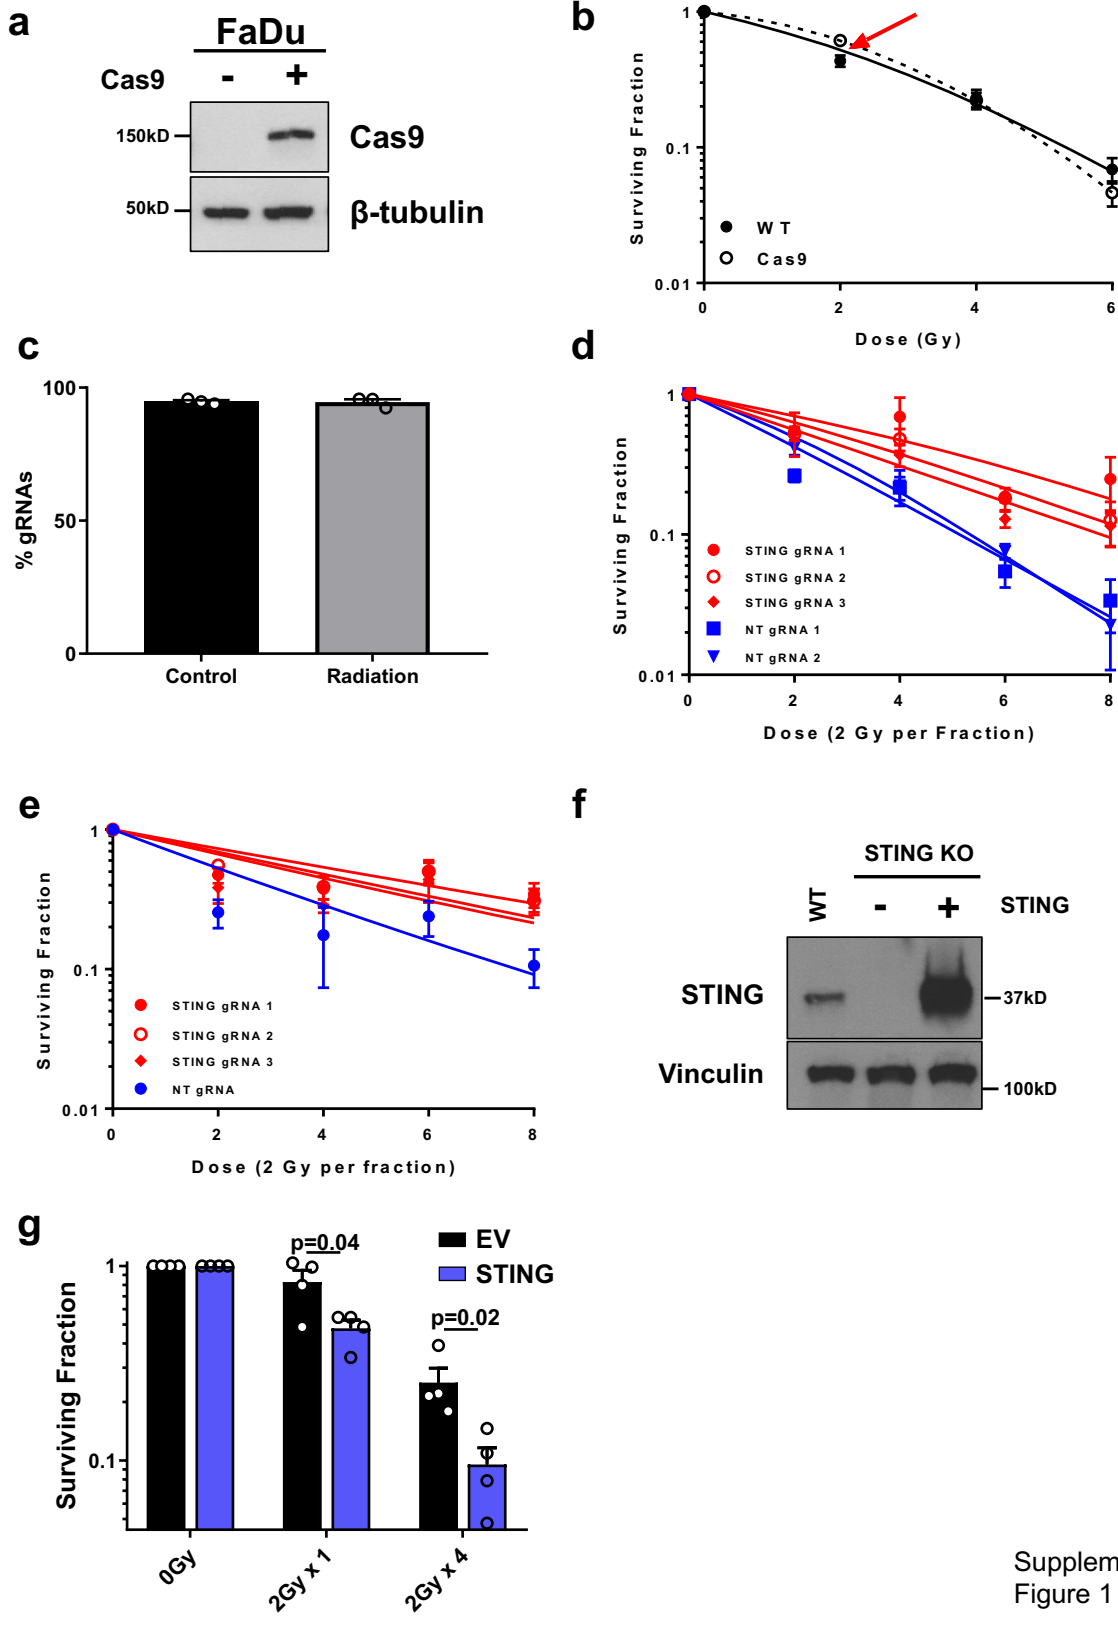 a
FaDu
Cas9 - +
150kD
Cas9
50kD
β-tubulin
b
Surviving Fraction
1
0.1
0.01
WT
Cas9
0 2 4 6
Dose (Gy)
c
% gRNAs
100
50
0
Control Radiation
d
Surviving Fraction
1
0.1
0.01
STING gRNA 1
STING gRNA 2
STING gRNA 3
NT gRNA 1
NT gRNA 2
0 2 4 6 8
Dose (2 Gy per Fraction)
e
Surviving Fraction
1
0.1
0.01
STING gRNA 1
STING gRNA 2
STING gRNA 3
NT gRNA
0 2 4 6 8
Dose (2 Gy per fraction)
f
STING KO
WT - + STING
STING
37kD
Vinculin
100kD
g
Surviving Fraction
1
0.1
p=0.04
p=0.02
EV
STING
0Gy 2Gy x 1 2Gy x 4
Supplem
Figure 1